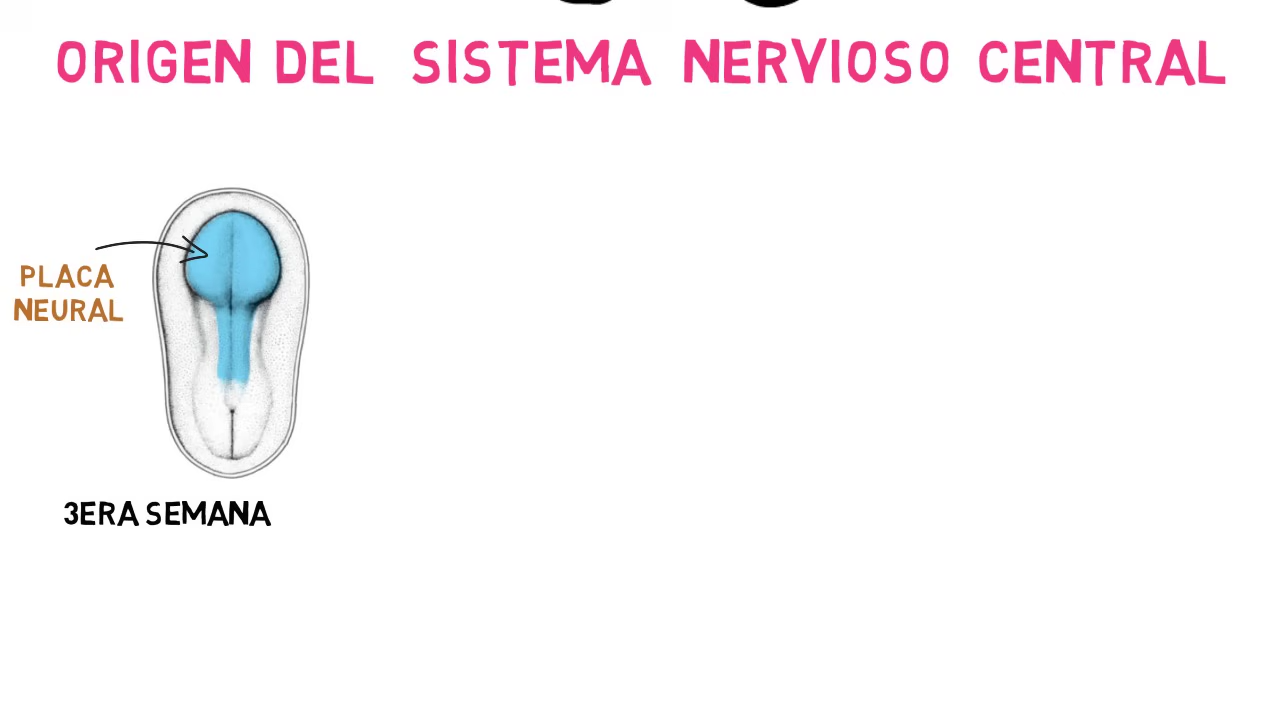 ORIGEN DEL SISTEMA NERVIOSO CENTRAL
PLACA
NEURAL
3ERA SEMANA